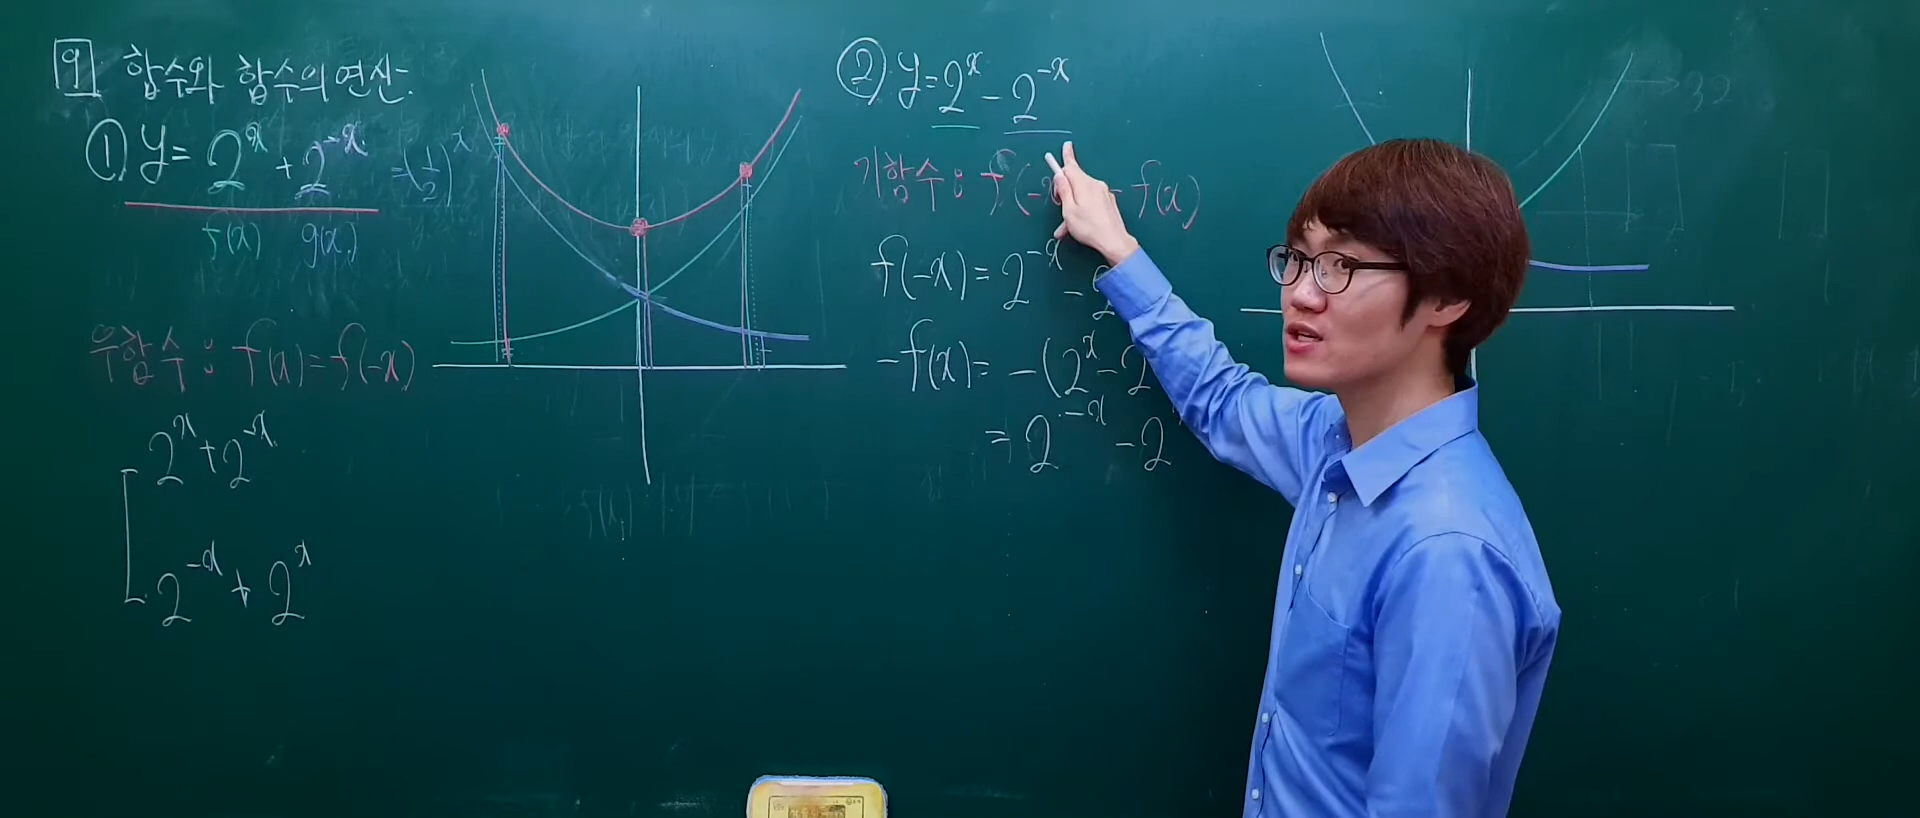 9 함수와 함수의 연산.
① y = 2^x + 2^-x = (1/2)^x
f(x) g(x)
우함수 : f(x) = f(-x)
2^x + 2^-x
2^-x + 2^x
② y = 2^x - 2^-x
기함수 : f(-x - f(x)
f(-x) = 2^-x - 2
-f(x) = -(2^x - 2
= 2^-x - 2